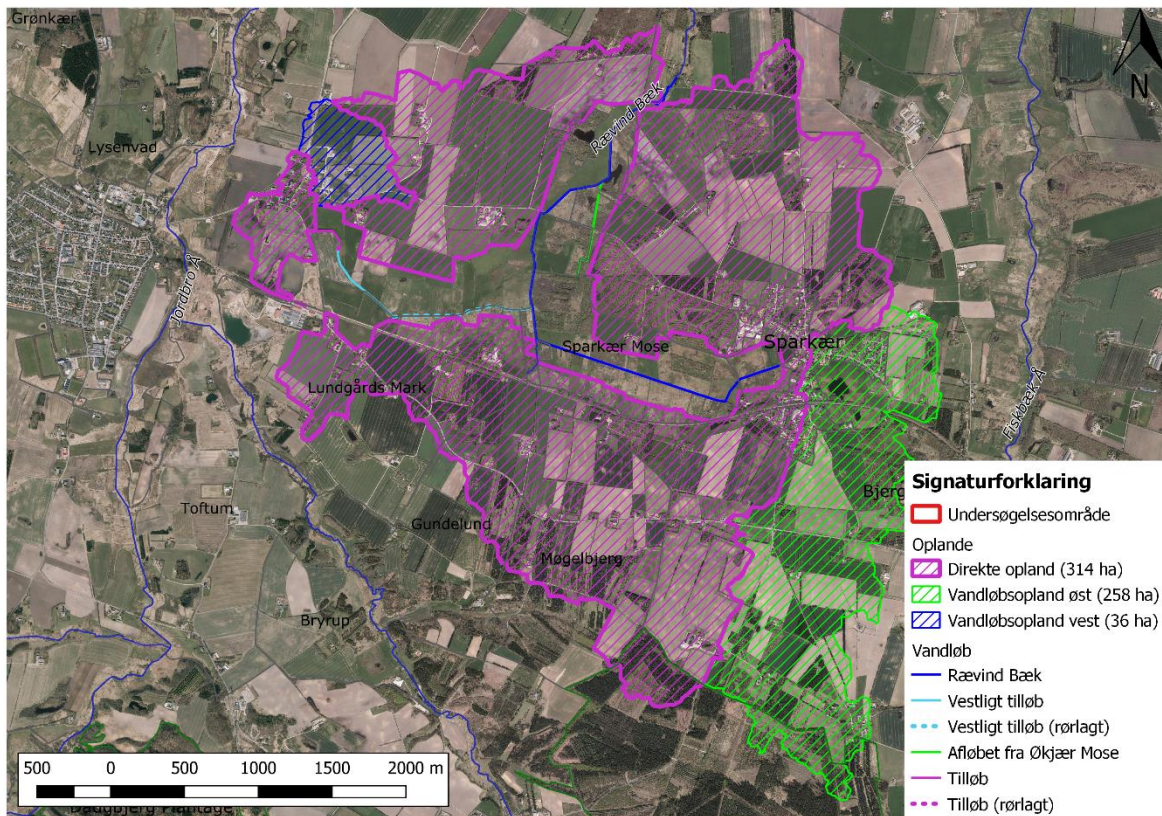 Grønkær
N
Rævind Bæk
Lysenvad
Jordbro Å
Sparkær Mose
Sparkær
Lundgårds Mark
Fiskbæk Å
Bjerg
Toftum
Gundelund
Møgelbjerg
Bryrup
Signaturforklaring
Undersøgelsesområde
Oplande
Direkte opland (314 ha)
Vandløbsopland øst (258 ha)
Vandløbsopland vest (36 ha)
Vandløb
Rævind Bæk
Vestligt tilløb
Vestligt tilløb (rørlagt)
Afløbet fra Økjær Mose
Tilløb
Tilløb (rørlagt)
500 0 500 1000 1500 2000 m
Plantage